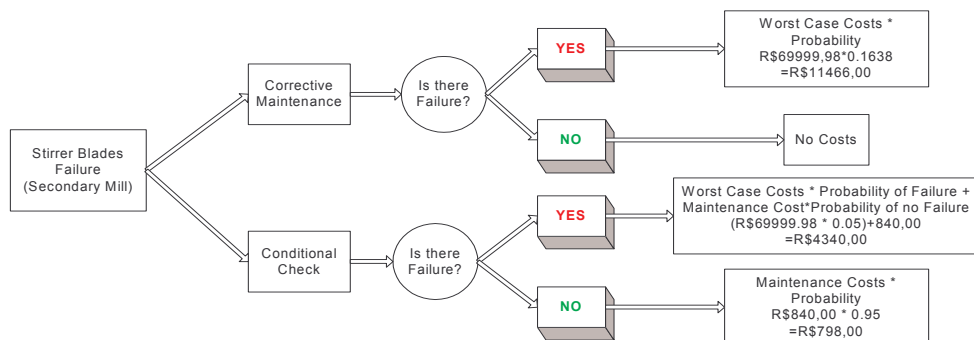 Stirrer Blades
Failure
(Secondary Mill)
Corrective
Maintenance
Is there
Failure?
YES
Worst Case Costs *
Probability
R$69999,98*0.1638
=R$11466,00
NO
No Costs
Conditional
Check
Is there
Failure?
YES
Worst Case Costs * Probability of Failure +
Maintenance Cost*Probability of no Failure
(R$69999.98 * 0.05)+840,00
=R$4340,00
NO
Maintenance Costs *
Probability
R$840,00 * 0.95
=R$798,00